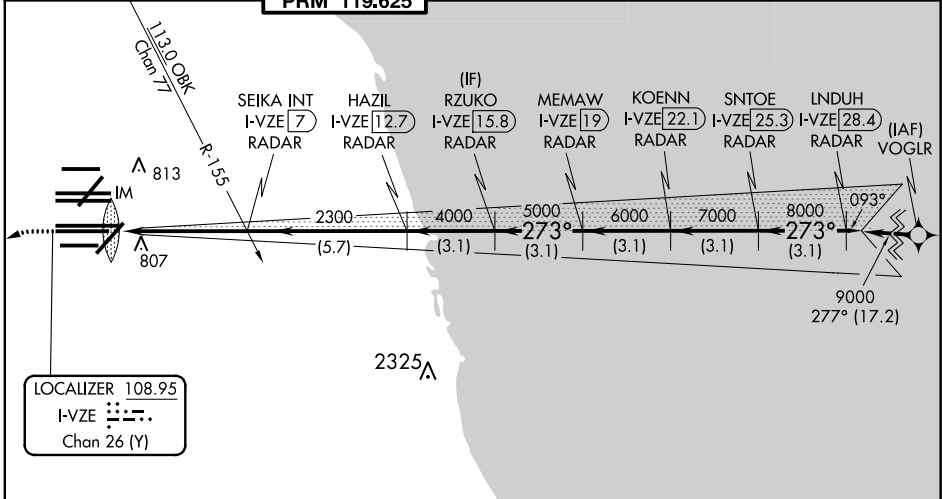 PRM 119.625
113.0 OBK
Chan 77
R-155
SEIKA INT
I-VZE 7
RADAR
HAZIL
I-VZE 12.7
RADAR
(IF)
RZUKO
I-VZE 15.8
RADAR
MEMAW
I-VZE 19
RADAR
KOENN
I-VZE 22.1
RADAR
SNTOE
I-VZE 25.3
RADAR
LNDUH
I-VZE 28.4
RADAR
(IAF)
VOGLR
IM
813
807
2300
(5.7)
4000
(3.1)
5000
273°
(3.1)
6000
(3.1)
7000
(3.1)
8000
273°
(3.1)
093°
9000
277° (17.2)
2325
LOCALIZER 108.95
I-VZE
Chan 26 (Y)